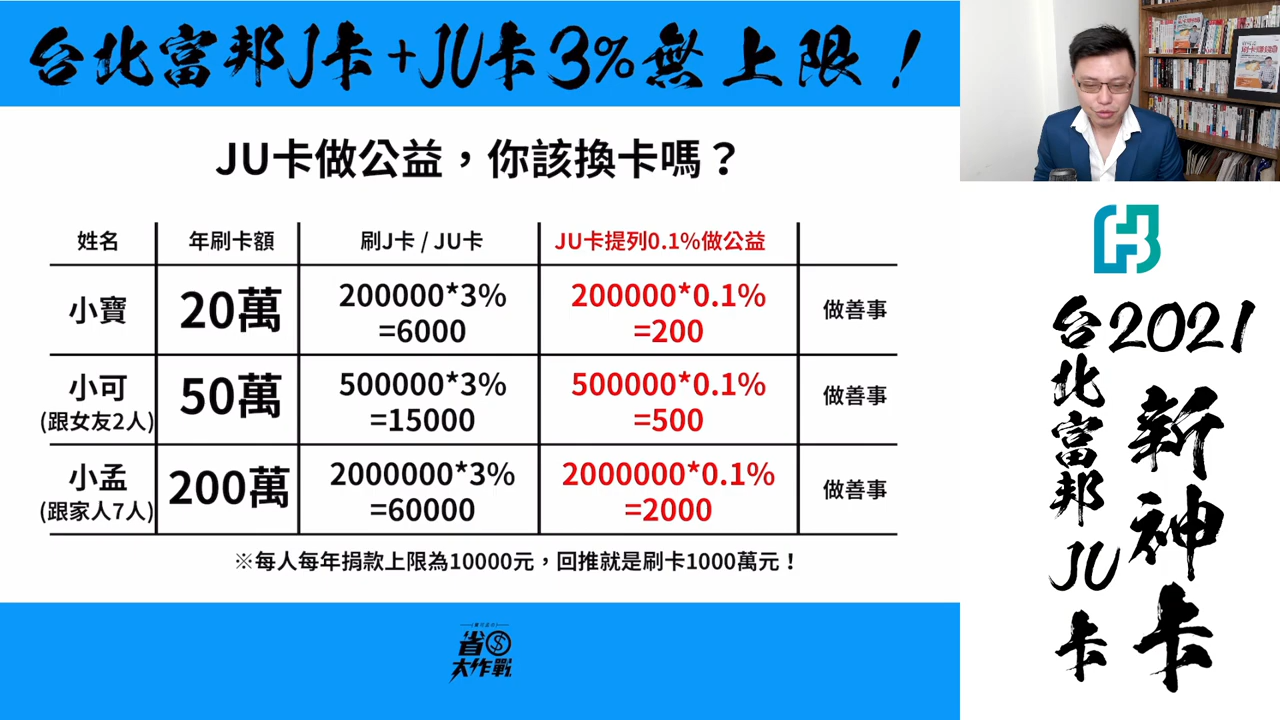 台北富邦J卡+JU卡3%無上限！
JU卡做公益，你該換卡嗎？
姓名 年刷卡額 刷J卡 / JU卡 JU卡提列0.1%做公益
小寶 20萬 200000*3% =6000 200000*0.1% =200 做善事
小可 (跟女友2人) 50萬 500000*3% =15000 500000*0.1% =500 做善事
小孟 (跟家人7人) 200萬 2000000*3% =60000 2000000*0.1% =2000 做善事
※每人每年捐款上限為10000元，回推就是刷卡1000萬元！
省
大作戰
2021新神卡
台北富邦JU卡